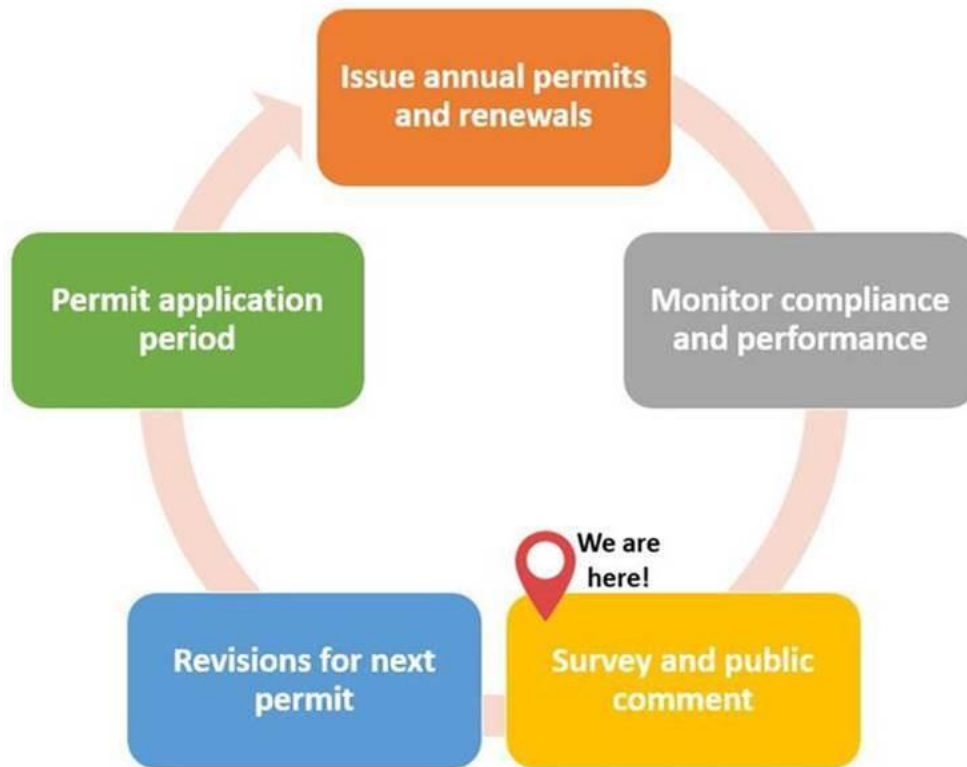 Issue annual permits
and renewals
Permit application
period
Monitor compliance
and performance
We are
here!
Revisions for next
permit
Survey and public
comment